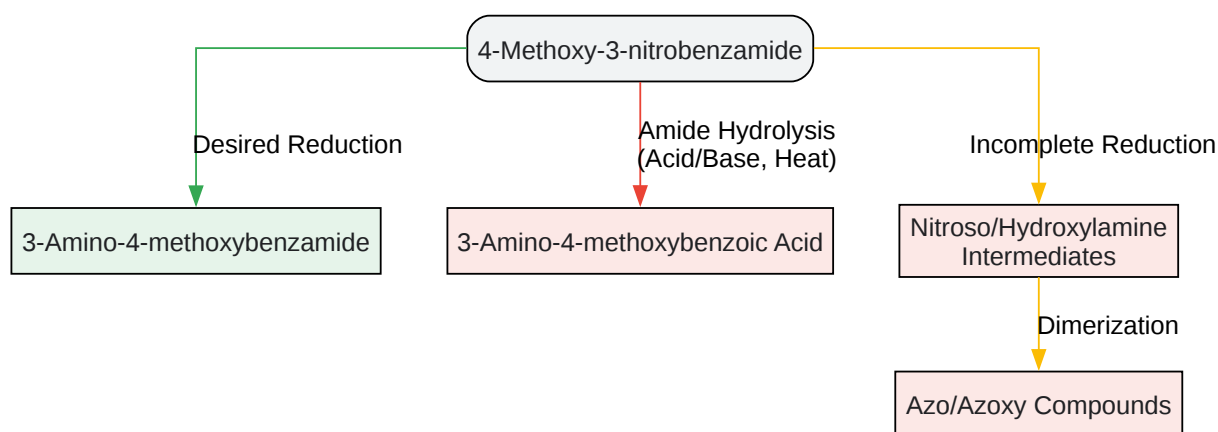 4-Methoxy-3-nitrobenzamide
Desired Reduction
Amide Hydrolysis
(Acid/Base, Heat)
Incomplete Reduction
3-Amino-4-methoxybenzamide
3-Amino-4-methoxybenzoic Acid
Nitroso/Hydroxylamine
Intermediates
Dimerization
Azo/Azoxy Compounds